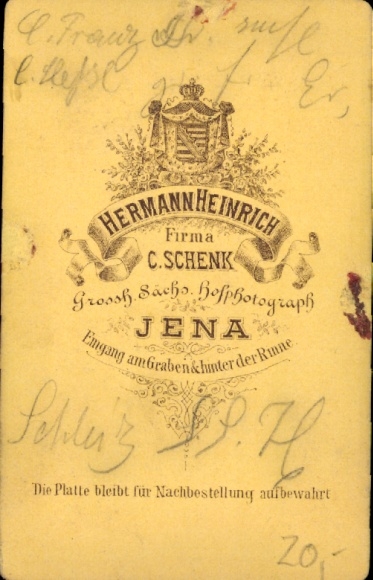 C. Franz Dr.
HERMANN HEINRICH
Firma
C. SCHENK
Grossh. Sächs. Hofphotograph
JENA
Eingang am Graben & hinter der Rinne
Schleiz
Die Platte bleibt für Nachbestellung aufbewahrt
20,-